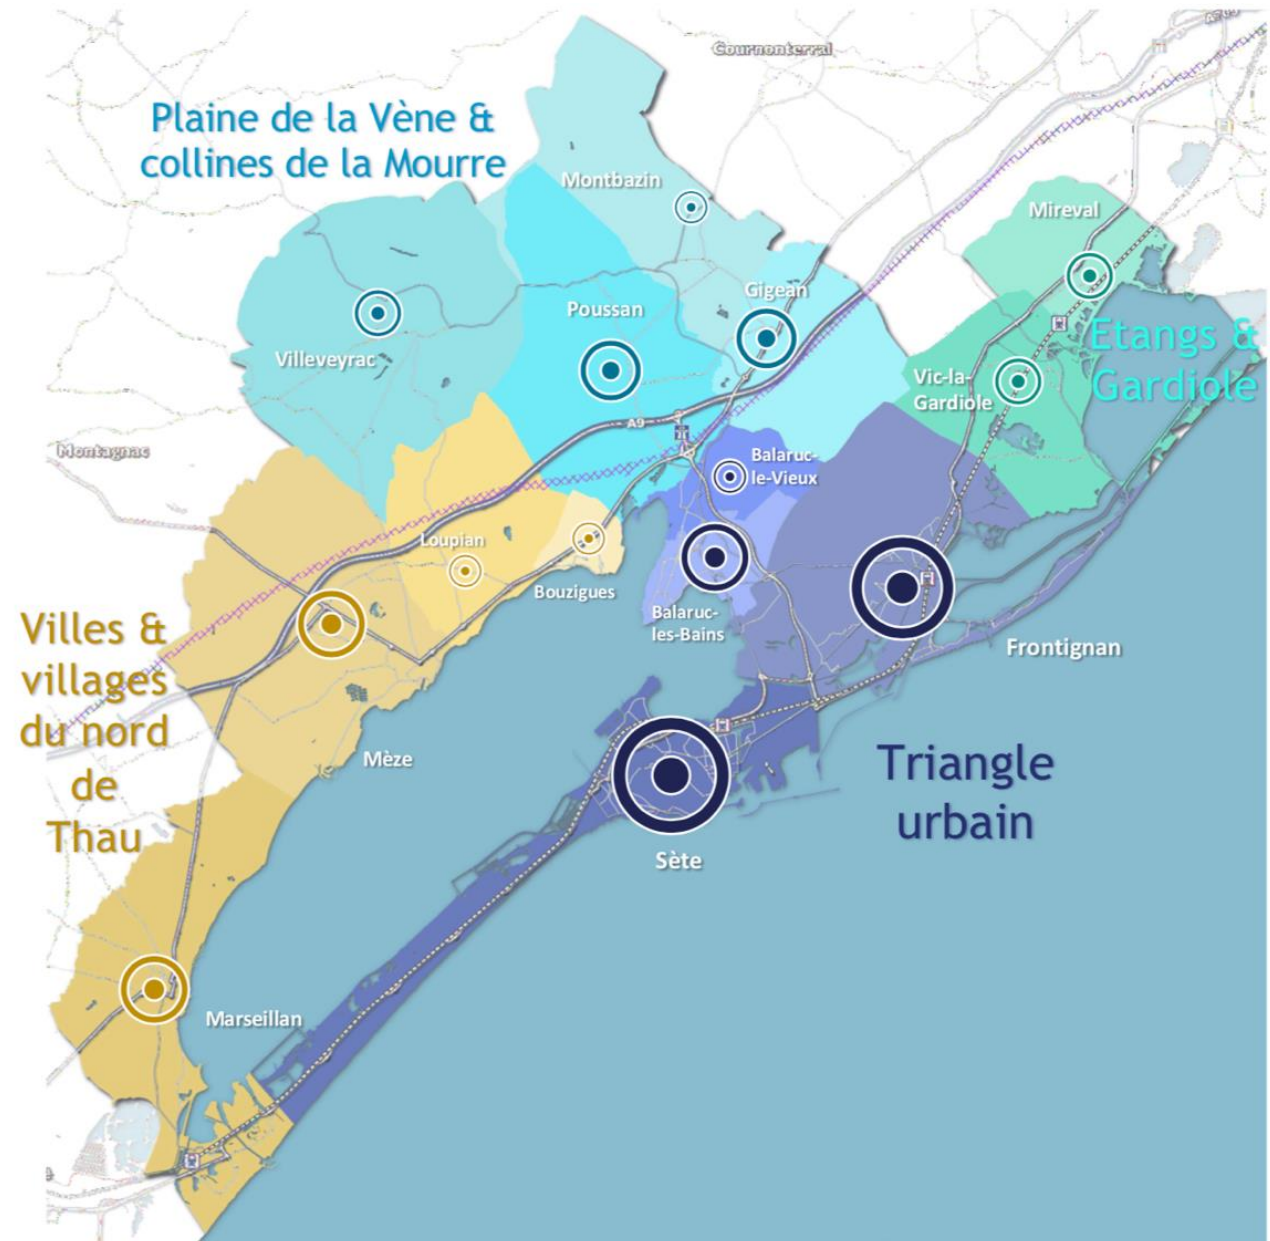 Cournonterral
Plaine de la Vène &
collines de la Mourre
Montbazin
Mireval
Gigean
Poussan
Villeveyrac
Etangs &
Gardiole
Vic-la-
Gardiole
A9
Montagnac
Balaruc-
le-Vieux
Loupian
Bouzigues
Balaruc-
les-Bains
Villes &
villages
du nord
de
Thau
Frontignan
Mèze
Triangle
urbain
Sète
Marseillan